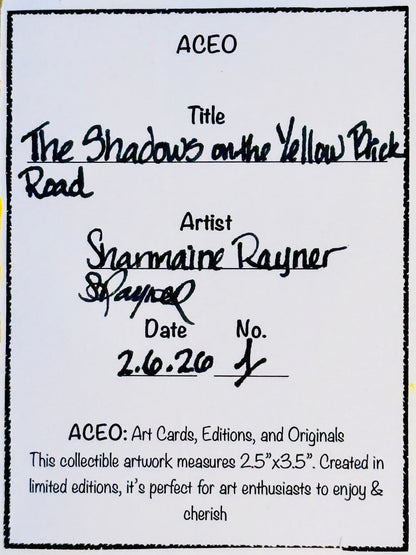 ACEO
Title
The Shadows on the Yellow Brick
Road
Artist
Sharmaine Rayner
SRayner
Date No.
2.6.26 1
ACEO: Art Cards, Editions, and Originals
This collectible artwork measures 2.5”x3.5”. Created in
limited editions, it’s perfect for art enthusiasts to enjoy &
cherish